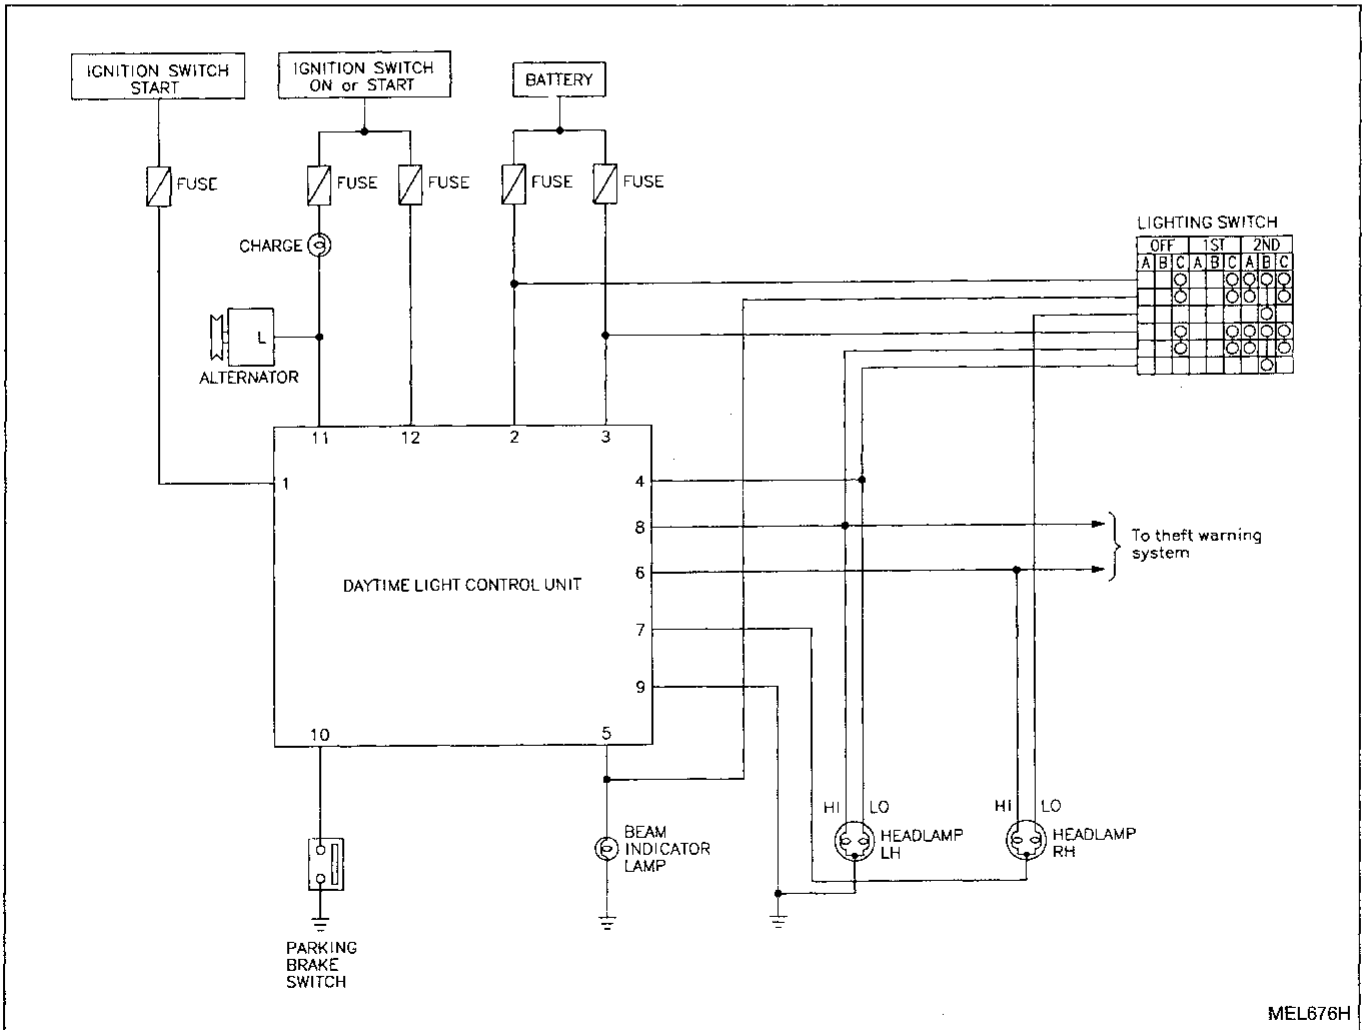 IGNITION SWITCH
START
IGNITION SWITCH
ON or START
BATTERY
FUSE
FUSE
FUSE
FUSE
FUSE
CHARGE
LIGHTING SWITCH
OFF 1ST 2ND
A B C A B C A B C
L
ALTERNATOR
11 12 2 3
1
4
8
6
7
9
10 5
DAYTIME LIGHT CONTROL UNIT
To theft warning
system
HI LO
HEADLAMP
LH
HI LO
HEADLAMP
RH
BEAM
INDICATOR
LAMP
PARKING
BRAKE
SWITCH
MEL676H